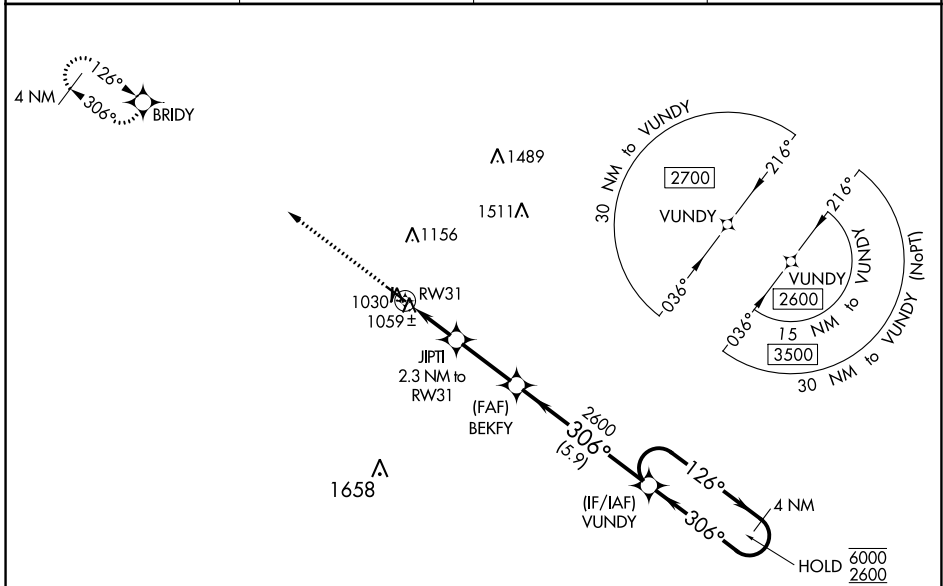 126°
4 NM
306°
BRIDY
1489
1511
1156
1030
RW31
1059±
JIPTI
2.3 NM to
RW31
(FAF)
BEKFY
2600
306°
(5.9)
1658
(IF/IAF)
VUNDY
126°
306°
4 NM
HOLD
6000
2600
30 NM to VUNDY
216°
2700
VUNDY
036°
216°
VUNDY
2600
036°
15 NM to VUNDY
3500
30 NM to VUNDY (NoPT)